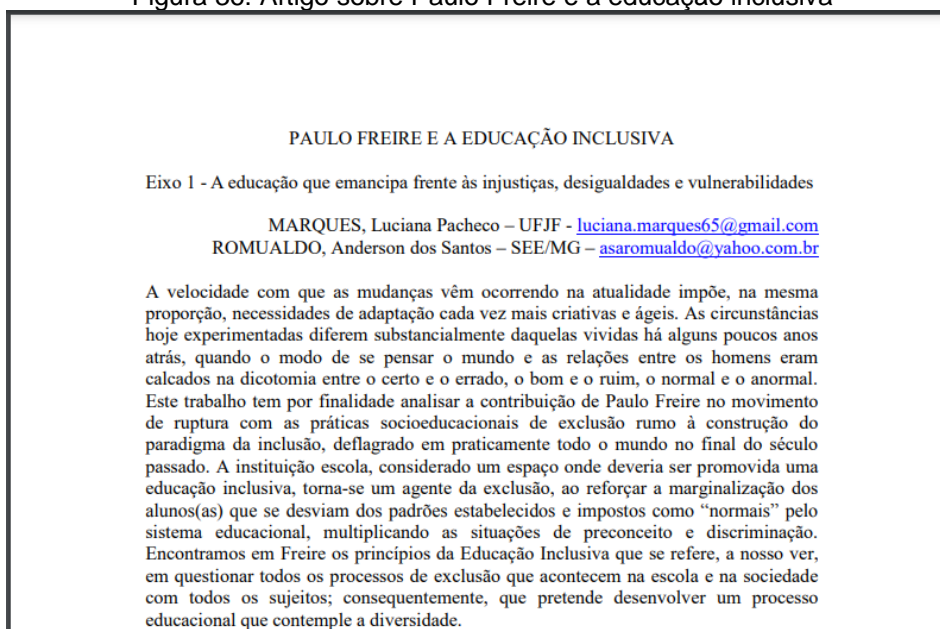 Figura 35: Artigo sobre Paulo Freire e a educação inclusiva
PAULO FREIRE E A EDUCAÇÃO INCLUSIVA
Eixo 1 - A educação que emancipa frente às injustiças, desigualdades e vulnerabilidades
MARQUES, Luciana Pacheco – UFJF - luciana.marques65@gmail.com
ROMUALDO, Anderson dos Santos – SEE/MG – asaromualdo@yahoo.com.br
A velocidade com que as mudanças vêm ocorrendo na atualidade impõe, na mesma
proporção, necessidades de adaptação cada vez mais criativas e ágeis. As circunstâncias
hoje experimentadas diferem substancialmente daquelas vividas há alguns poucos anos
atrás, quando o modo de se pensar o mundo e as relações entre os homens eram
calcados na dicotomia entre o certo e o errado, o bom e o ruim, o normal e o anormal.
Este trabalho tem por finalidade analisar a contribuição de Paulo Freire no movimento
de ruptura com as práticas socioeducacionais de exclusão rumo à construção do
paradigma da inclusão, deflagrado em praticamente todo o mundo no final do século
passado. A instituição escola, considerado um espaço onde deveria ser promovida uma
educação inclusiva, torna-se um agente da exclusão, ao reforçar a marginalização dos
alunos(as) que se desviam dos padrões estabelecidos e impostos como “normais” pelo
sistema educacional, multiplicando as situações de preconceito e discriminação.
Encontramos em Freire os princípios da Educação Inclusiva que se refere, a nosso ver,
em questionar todos os processos de exclusão que acontecem na escola e na sociedade
com todos os sujeitos; consequentemente, que pretende desenvolver um processo
educacional que contemple a diversidade.